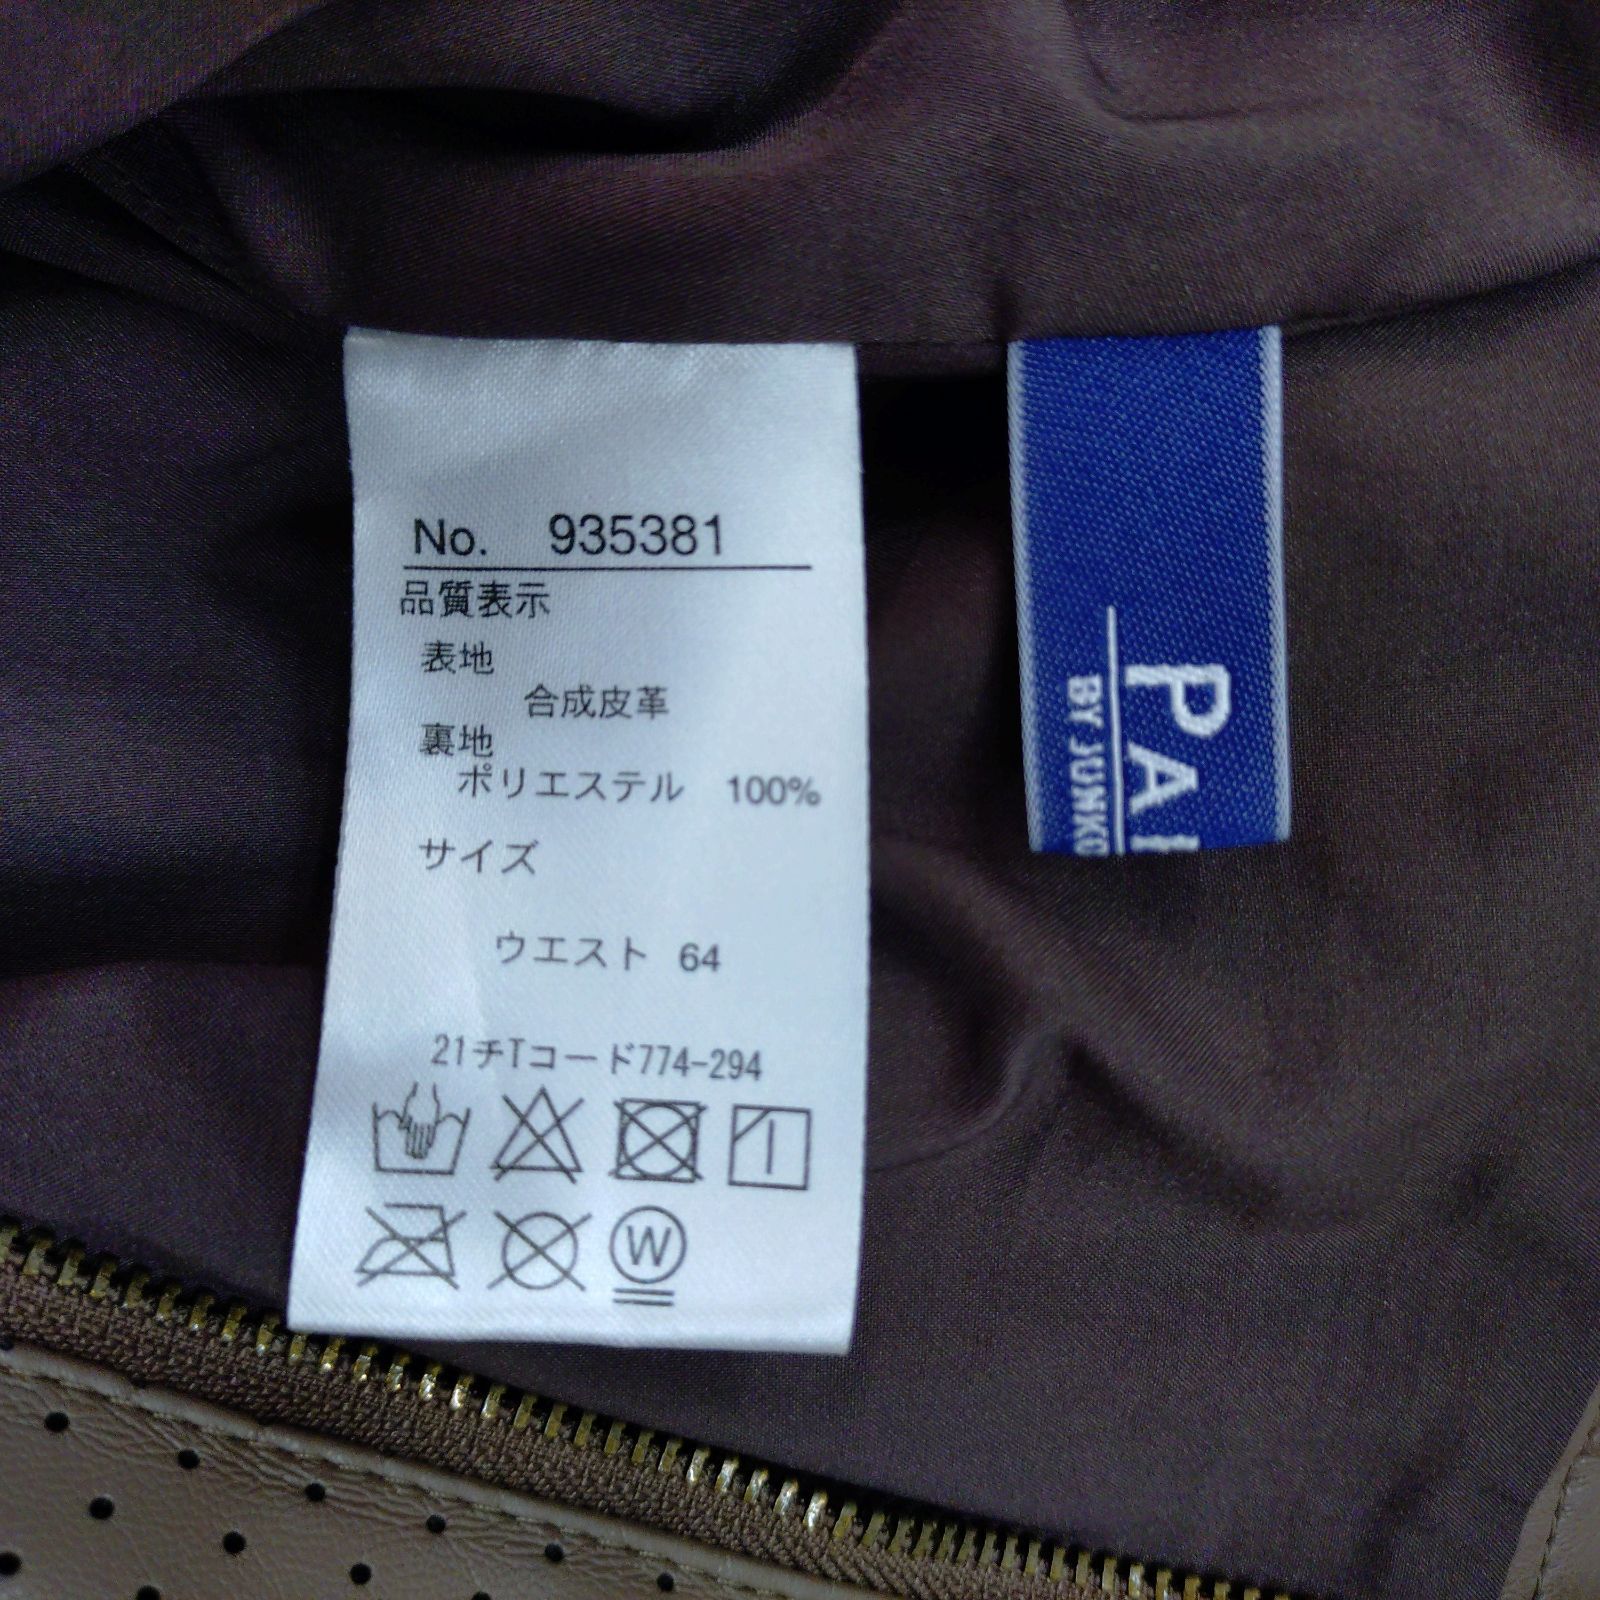 No. 935381
品質表示
表地
合成皮革
裏地
ポリエステル 100%
サイズ
ウエスト 64
21チTコード774-294
W
BY JUNKO